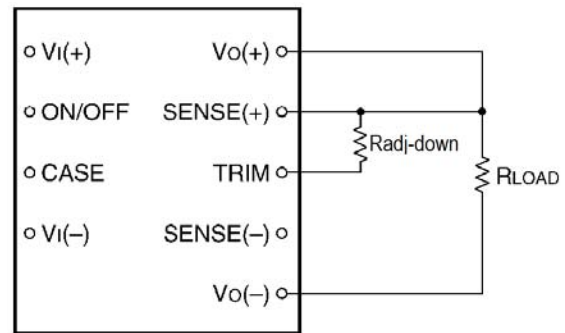 VI(+) VO(+)
ON/OFF SENSE(+)
Radj-down
CASE TRIM RLOAD
VI(–) SENSE(–)
VO(–)